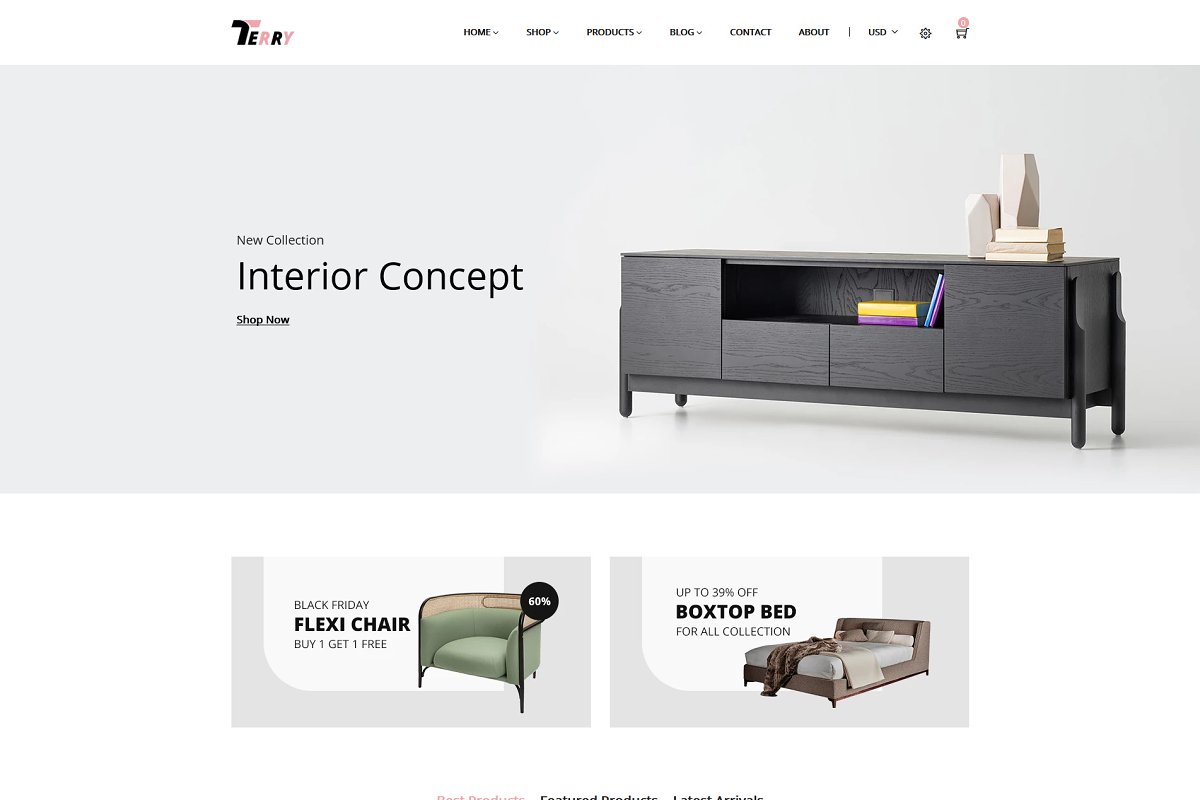 TERRY
HOME
SHOP
PRODUCTS
BLOG
CONTACT
ABOUT
USD
0
New Collection
Interior Concept
Shop Now
BLACK FRIDAY
FLEXI CHAIR
BUY 1 GET 1 FREE
60%
UP TO 39% OFF
BOXTOP BED
FOR ALL COLLECTION
Best Products
Featured Products
Latest Arrivals